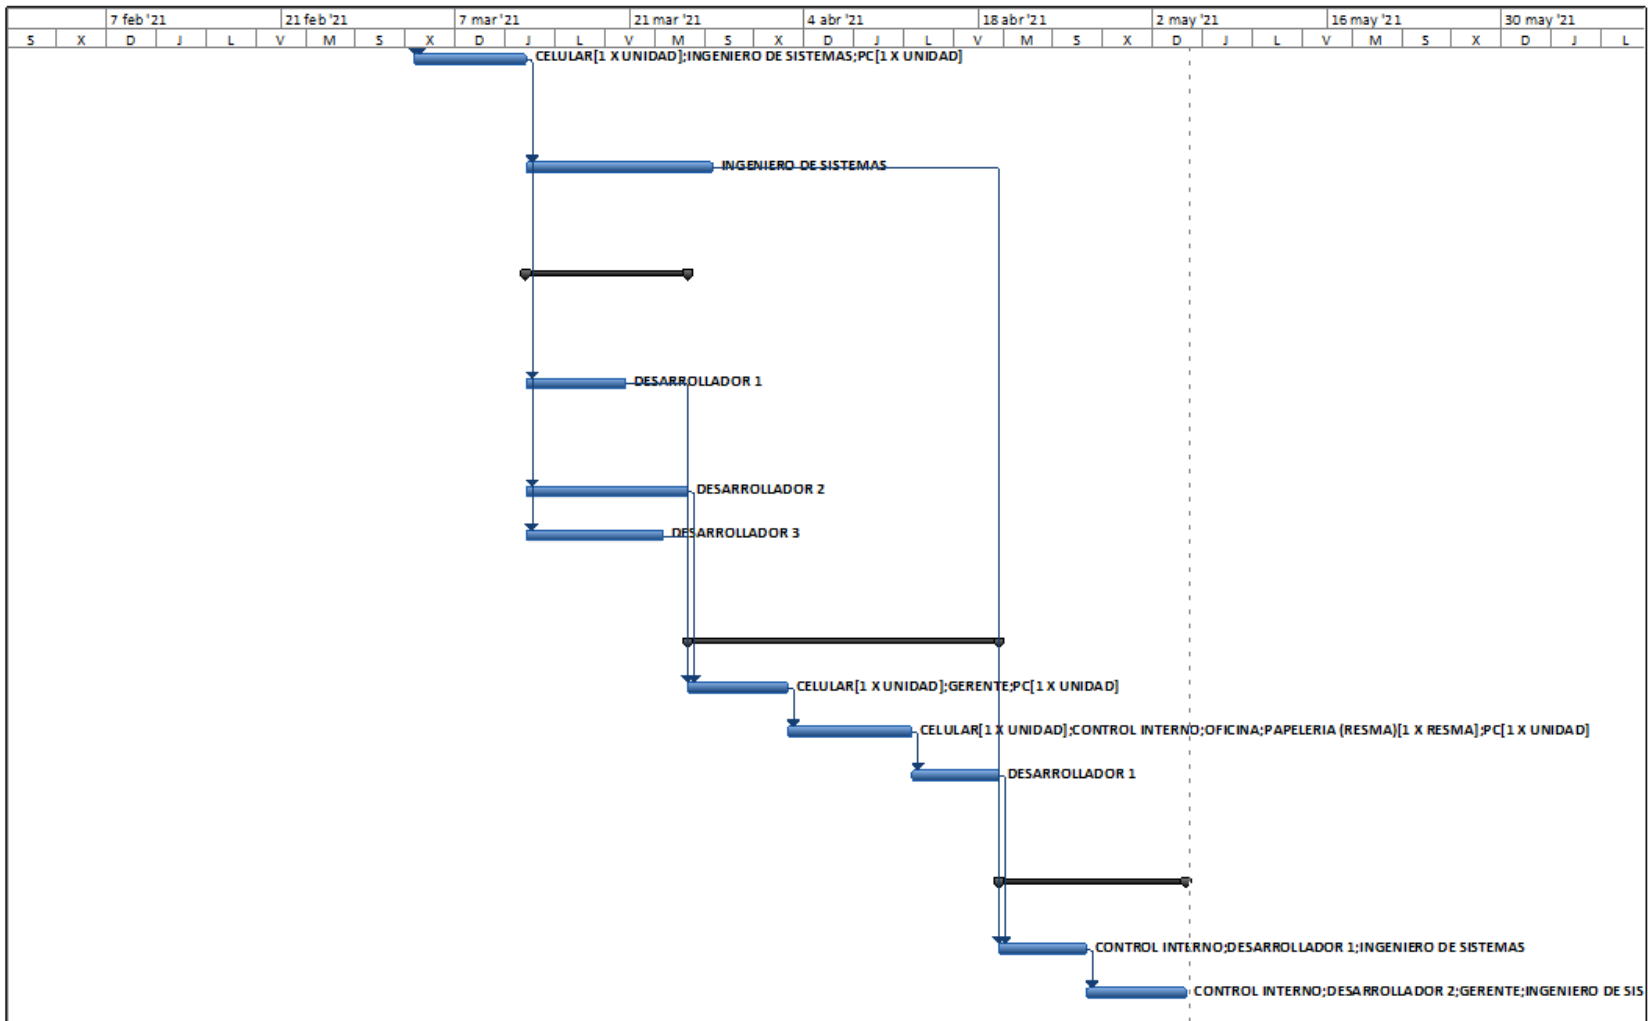 7 feb '21 21 feb '21 7 mar '21 21 mar '21 4 abr '21 18 abr '21 2 may '21 16 may '21 30 may '21
S X D J L V M S X D J L V M S X D J L V M S X D J L V M S X D J L
CELULAR[1 X UNIDAD];INGENIERO DE SISTEMAS;PC[1 X UNIDAD]
INGENIERO DE SISTEMAS
DESARROLLADOR 1
DESARROLLADOR 2
DESARROLLADOR 3
CELULAR[1 X UNIDAD];GERENTE;PC[1 X UNIDAD]
CELULAR[1 X UNIDAD];CONTROL INTERNO;OFICINA;PAPELERIA (RESMA)[1 X RESMA];PC[1 X UNIDAD]
DESARROLLADOR 1
CONTROL INTERNO;DESARROLLADOR 1;INGENIERO DE SISTEMAS
CONTROL INTERNO;DESARROLLADOR 2;GERENTE;INGENIERO DE SIS